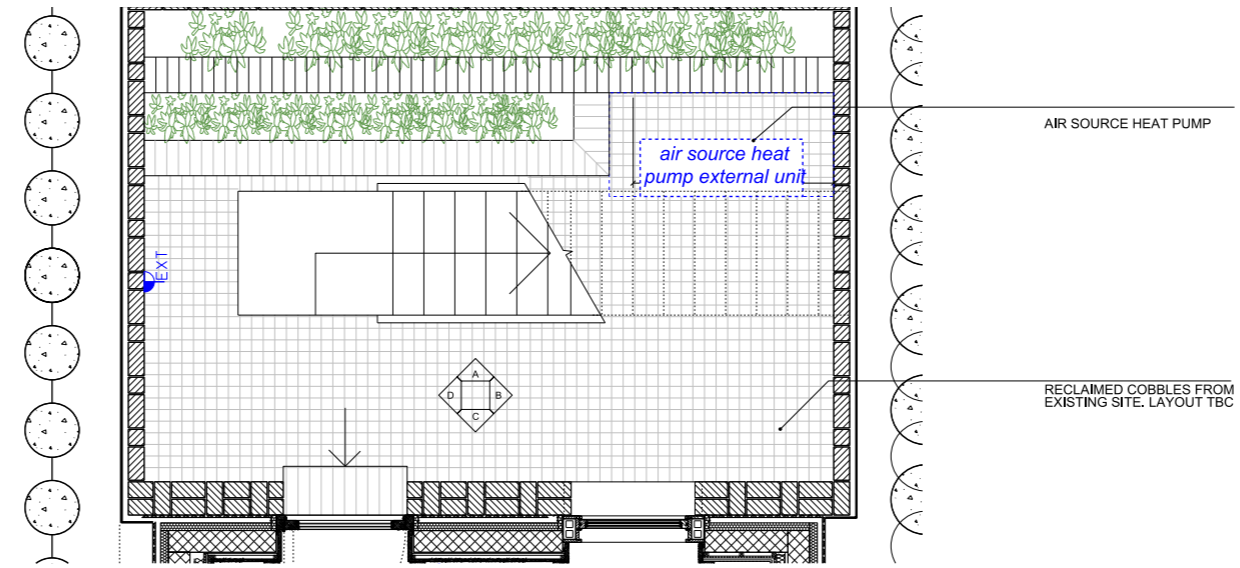 AIR SOURCE HEAT PUMP
air source heat
pump external unit
EXT
A
D
B
C
RECLAIMED COBBLES FROM
EXISTING SITE. LAYOUT TBC